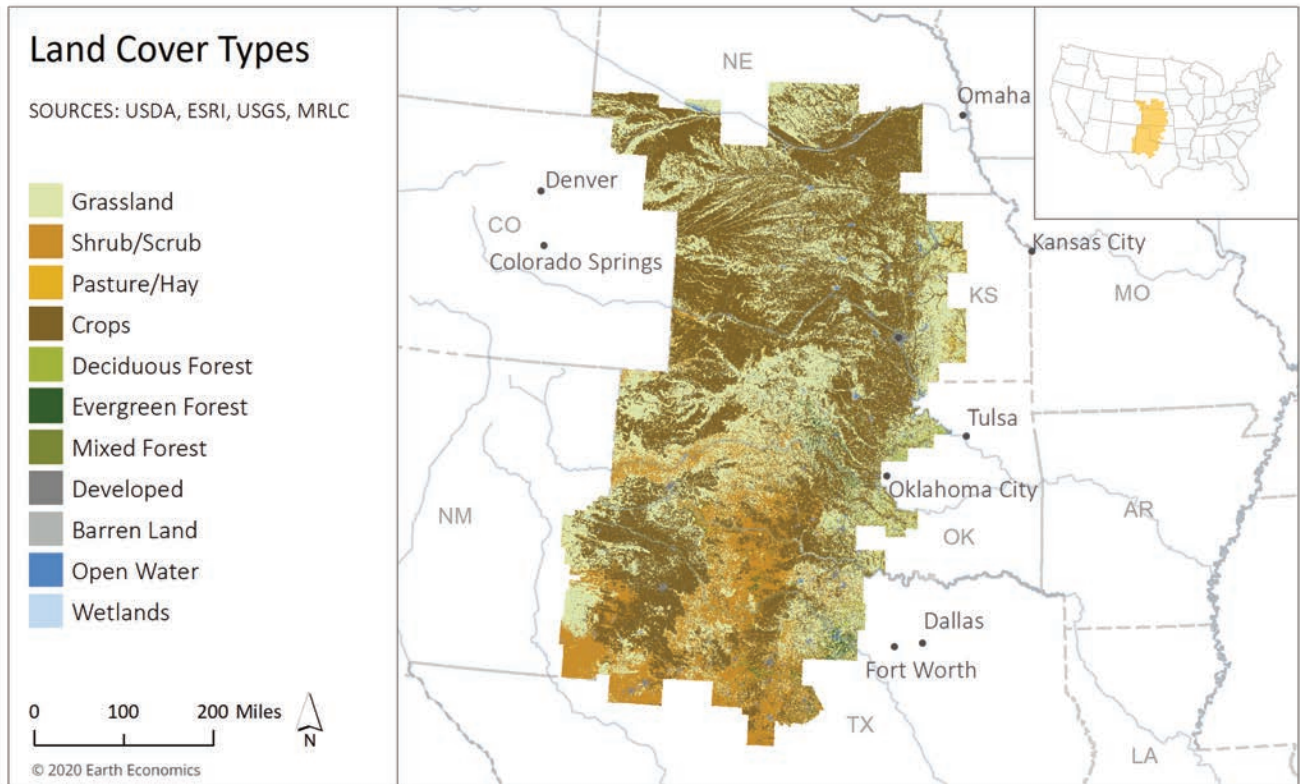 Land Cover Types
SOURCES: USDA, ESRI, USGS, MRLC
Grassland
Shrub/Scrub
Pasture/Hay
Crops
Deciduous Forest
Evergreen Forest
Mixed Forest
Developed
Barren Land
Open Water
Wetlands
0 100 200 Miles
N
© 2020 Earth Economics
NE
Omaha
Denver
CO
Colorado Springs
Kansas City
KS
MO
Tulsa
Oklahoma City
NM
AR
OK
Dallas
Fort Worth
TX
LA